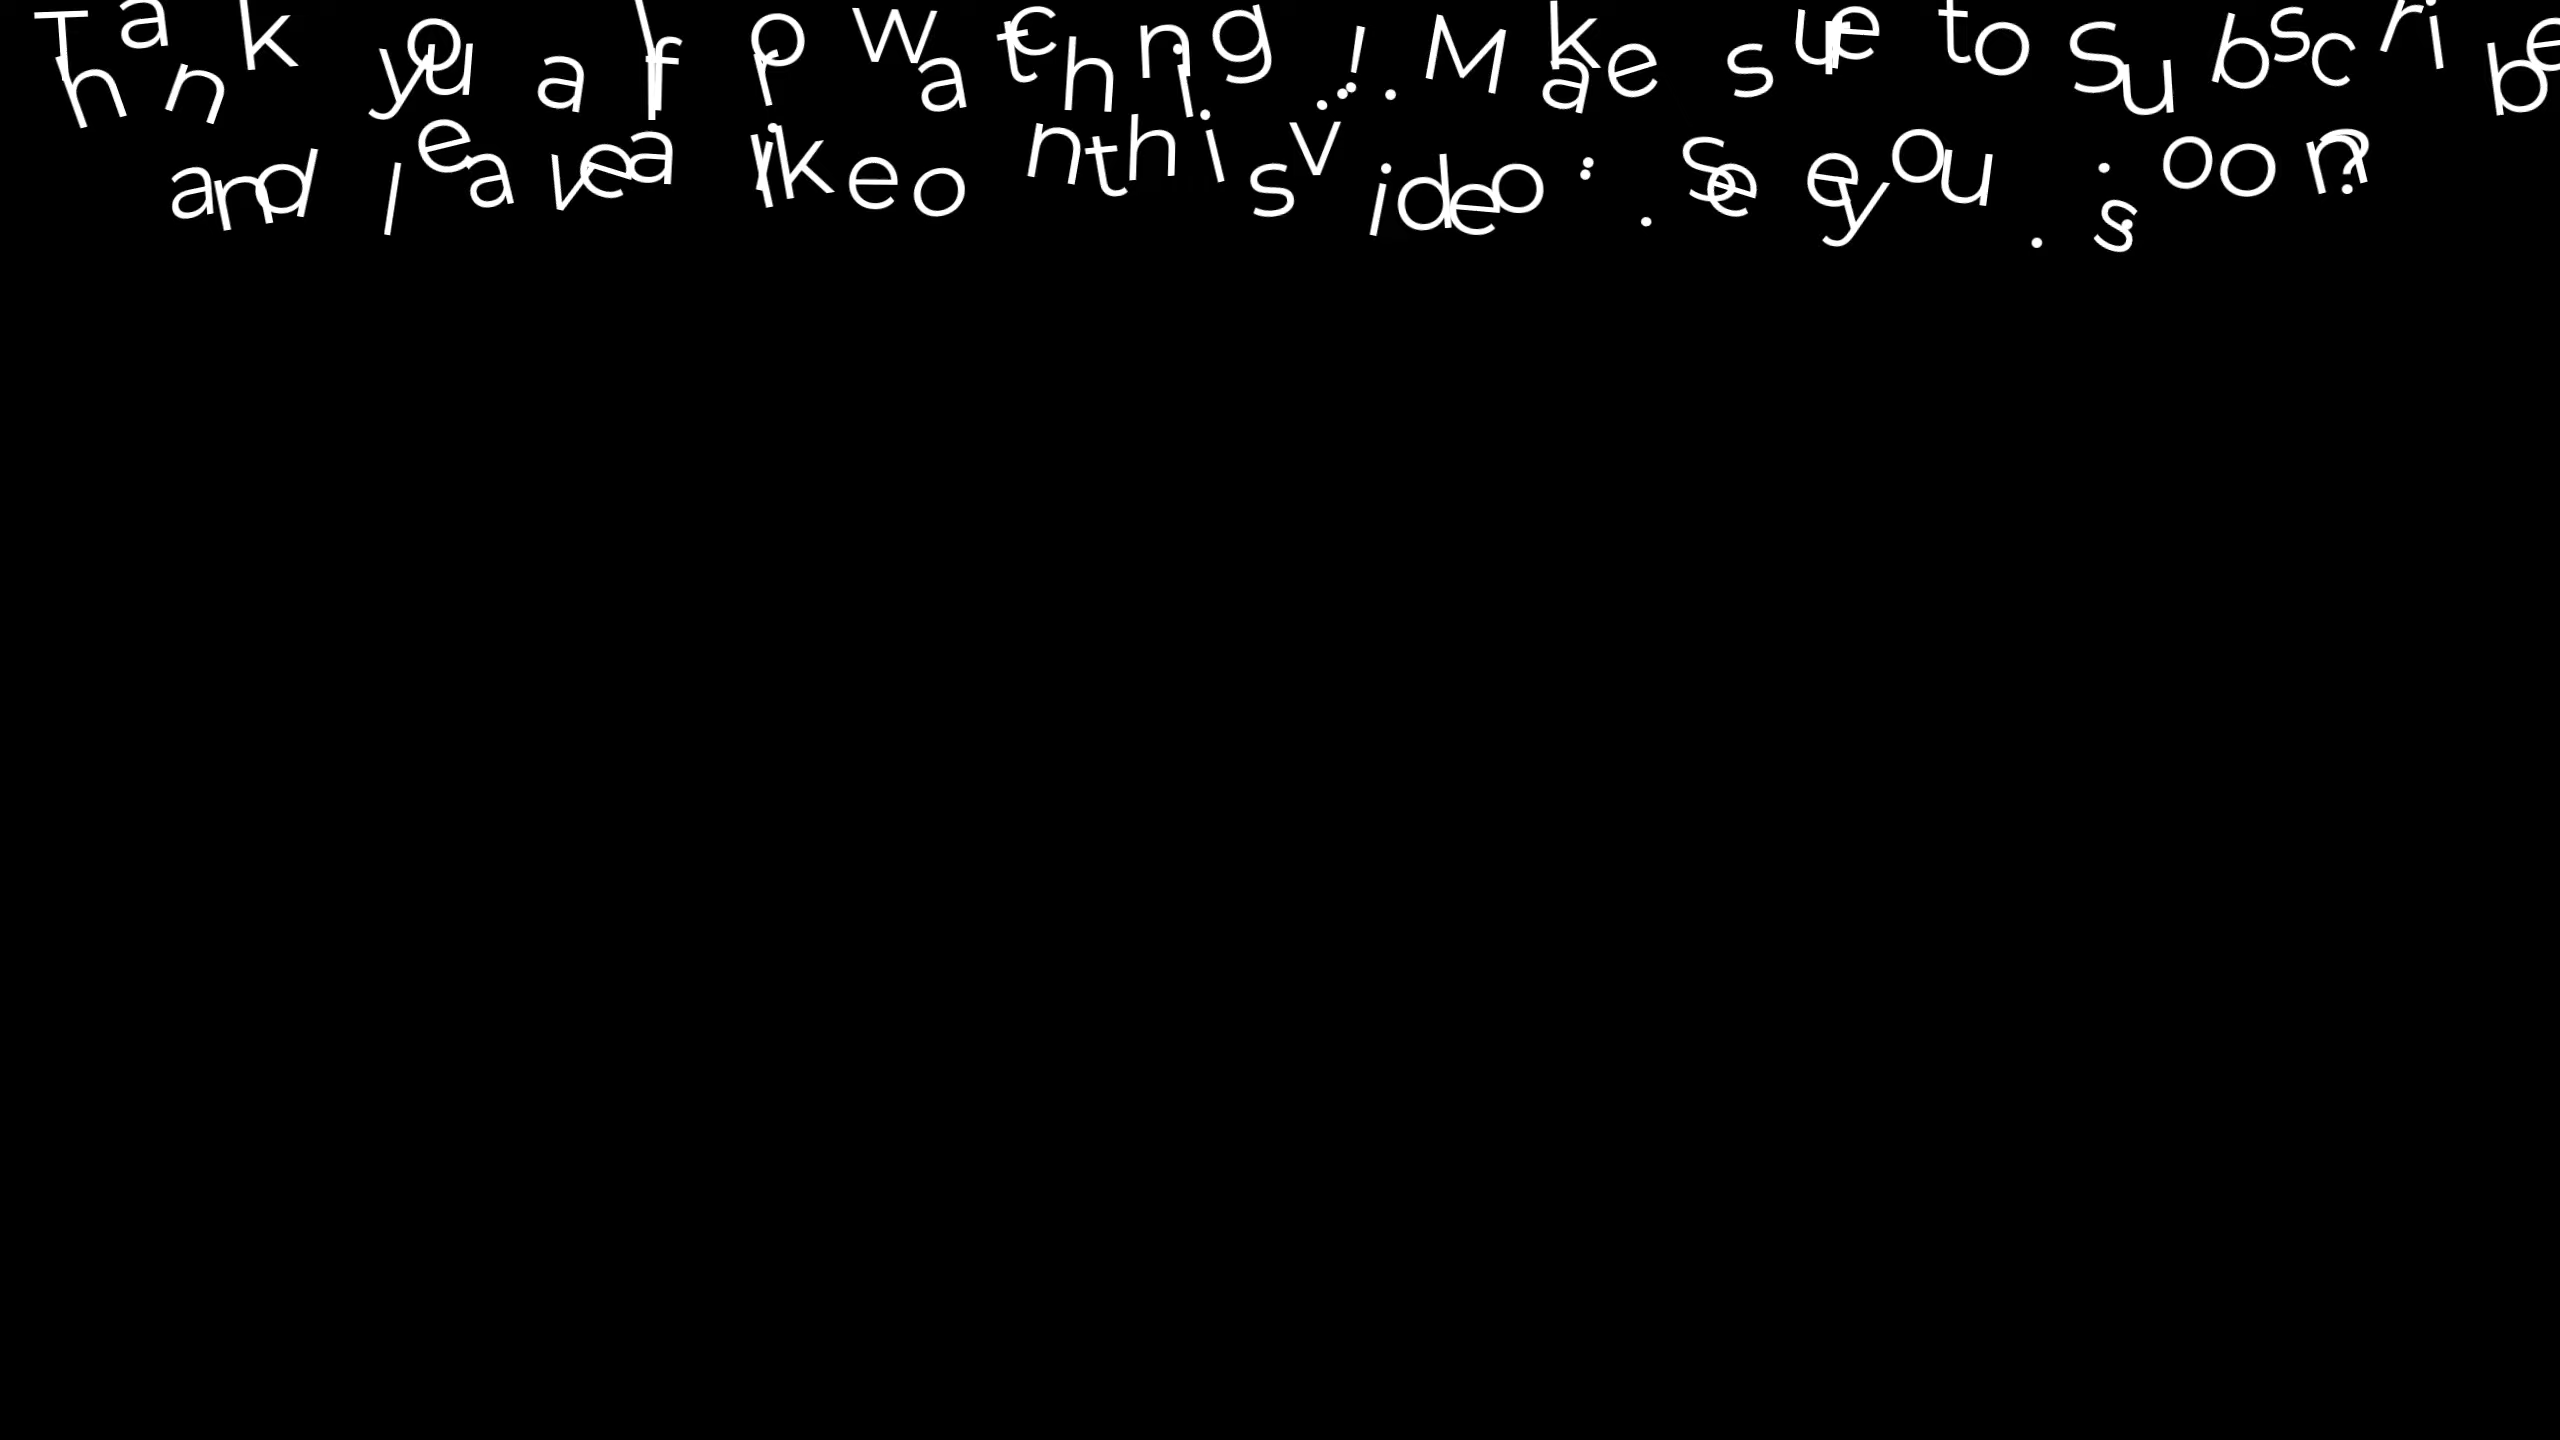 Thank you all for watching..!. Make sure to Subscribe
and leave a like on this video... See you... soon?